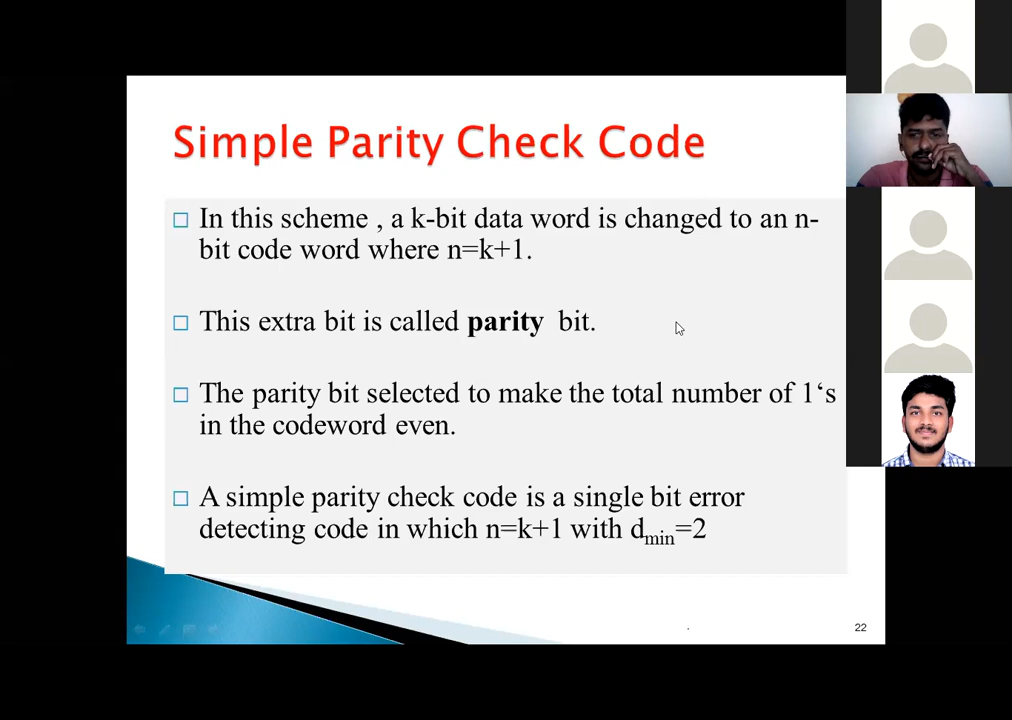 Simple Parity Check Code
In this scheme , a k-bit data word is changed to an n-
bit code word where n=k+1.
This extra bit is called parity bit.
The parity bit selected to make the total number of 1‘s
in the codeword even.
A simple parity check code is a single bit error
detecting code in which n=k+1 with dmin=2
22